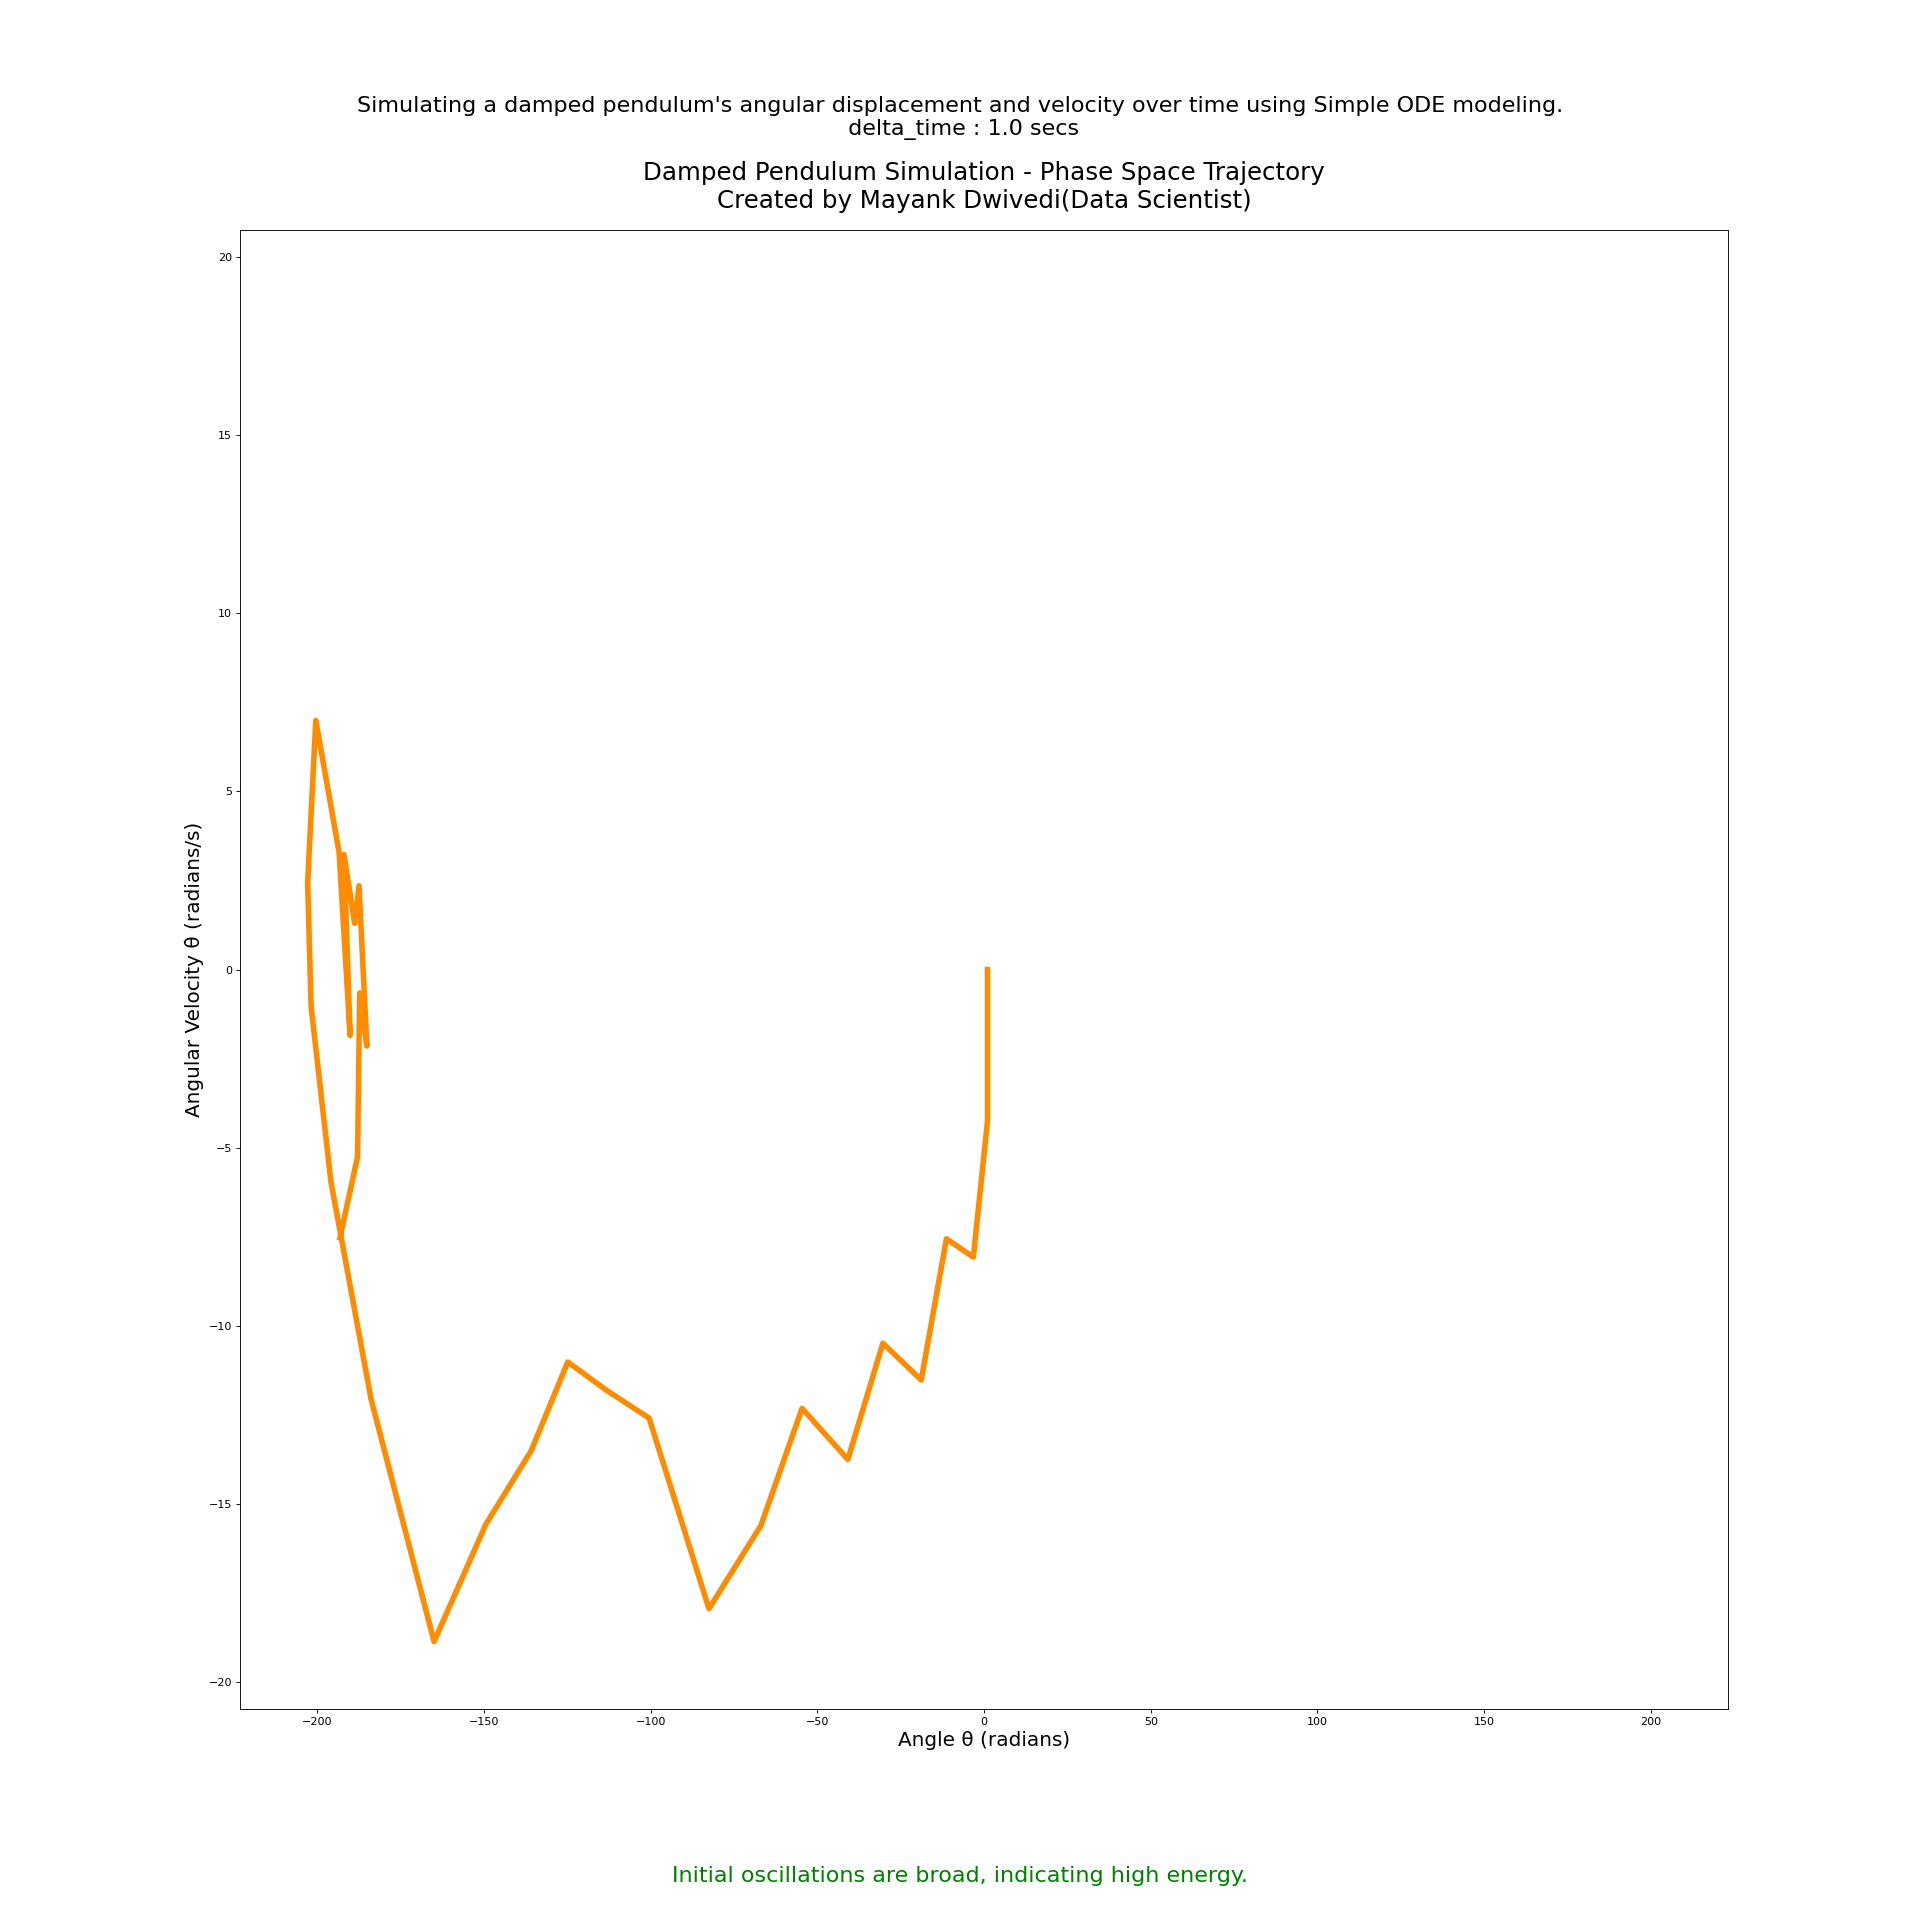 Simulating a damped pendulum's angular displacement and velocity over time using Simple ODE modeling.
delta_time : 1.0 secs
Damped Pendulum Simulation - Phase Space Trajectory
Created by Mayank Dwivedi(Data Scientist)
20
15
10
5
0
−5
−10
−15
−20
Angular Velocity θ (radians/s)
−200
−150
−100
−50
0
50
100
150
200
Angle θ (radians)
Initial oscillations are broad, indicating high energy.